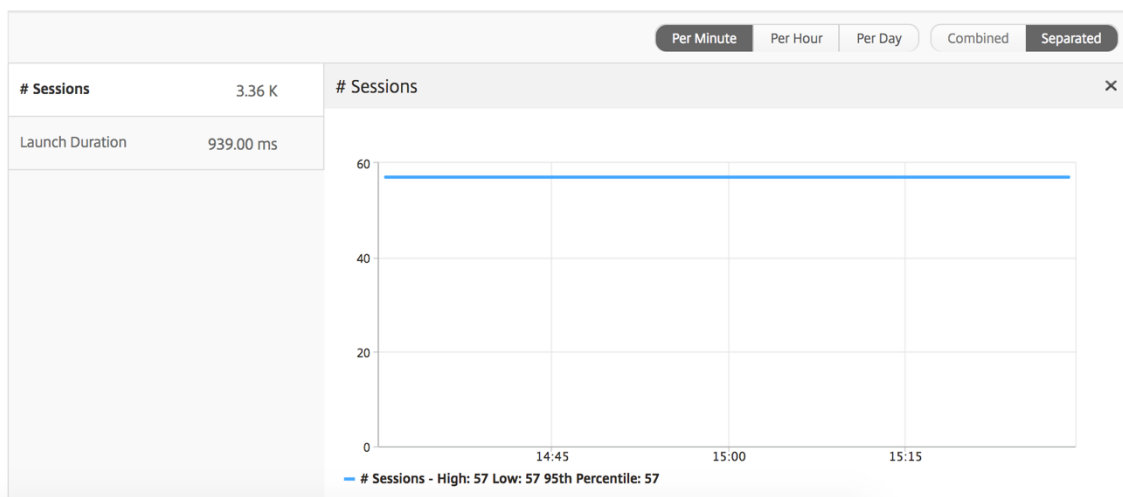 Per Minute Per Hour Per Day Combined Separated
# Sessions 3.36 K
Launch Duration 939.00 ms
# Sessions ×
60
40
20
0
14:45 15:00 15:15
# Sessions - High: 57 Low: 57 95th Percentile: 57